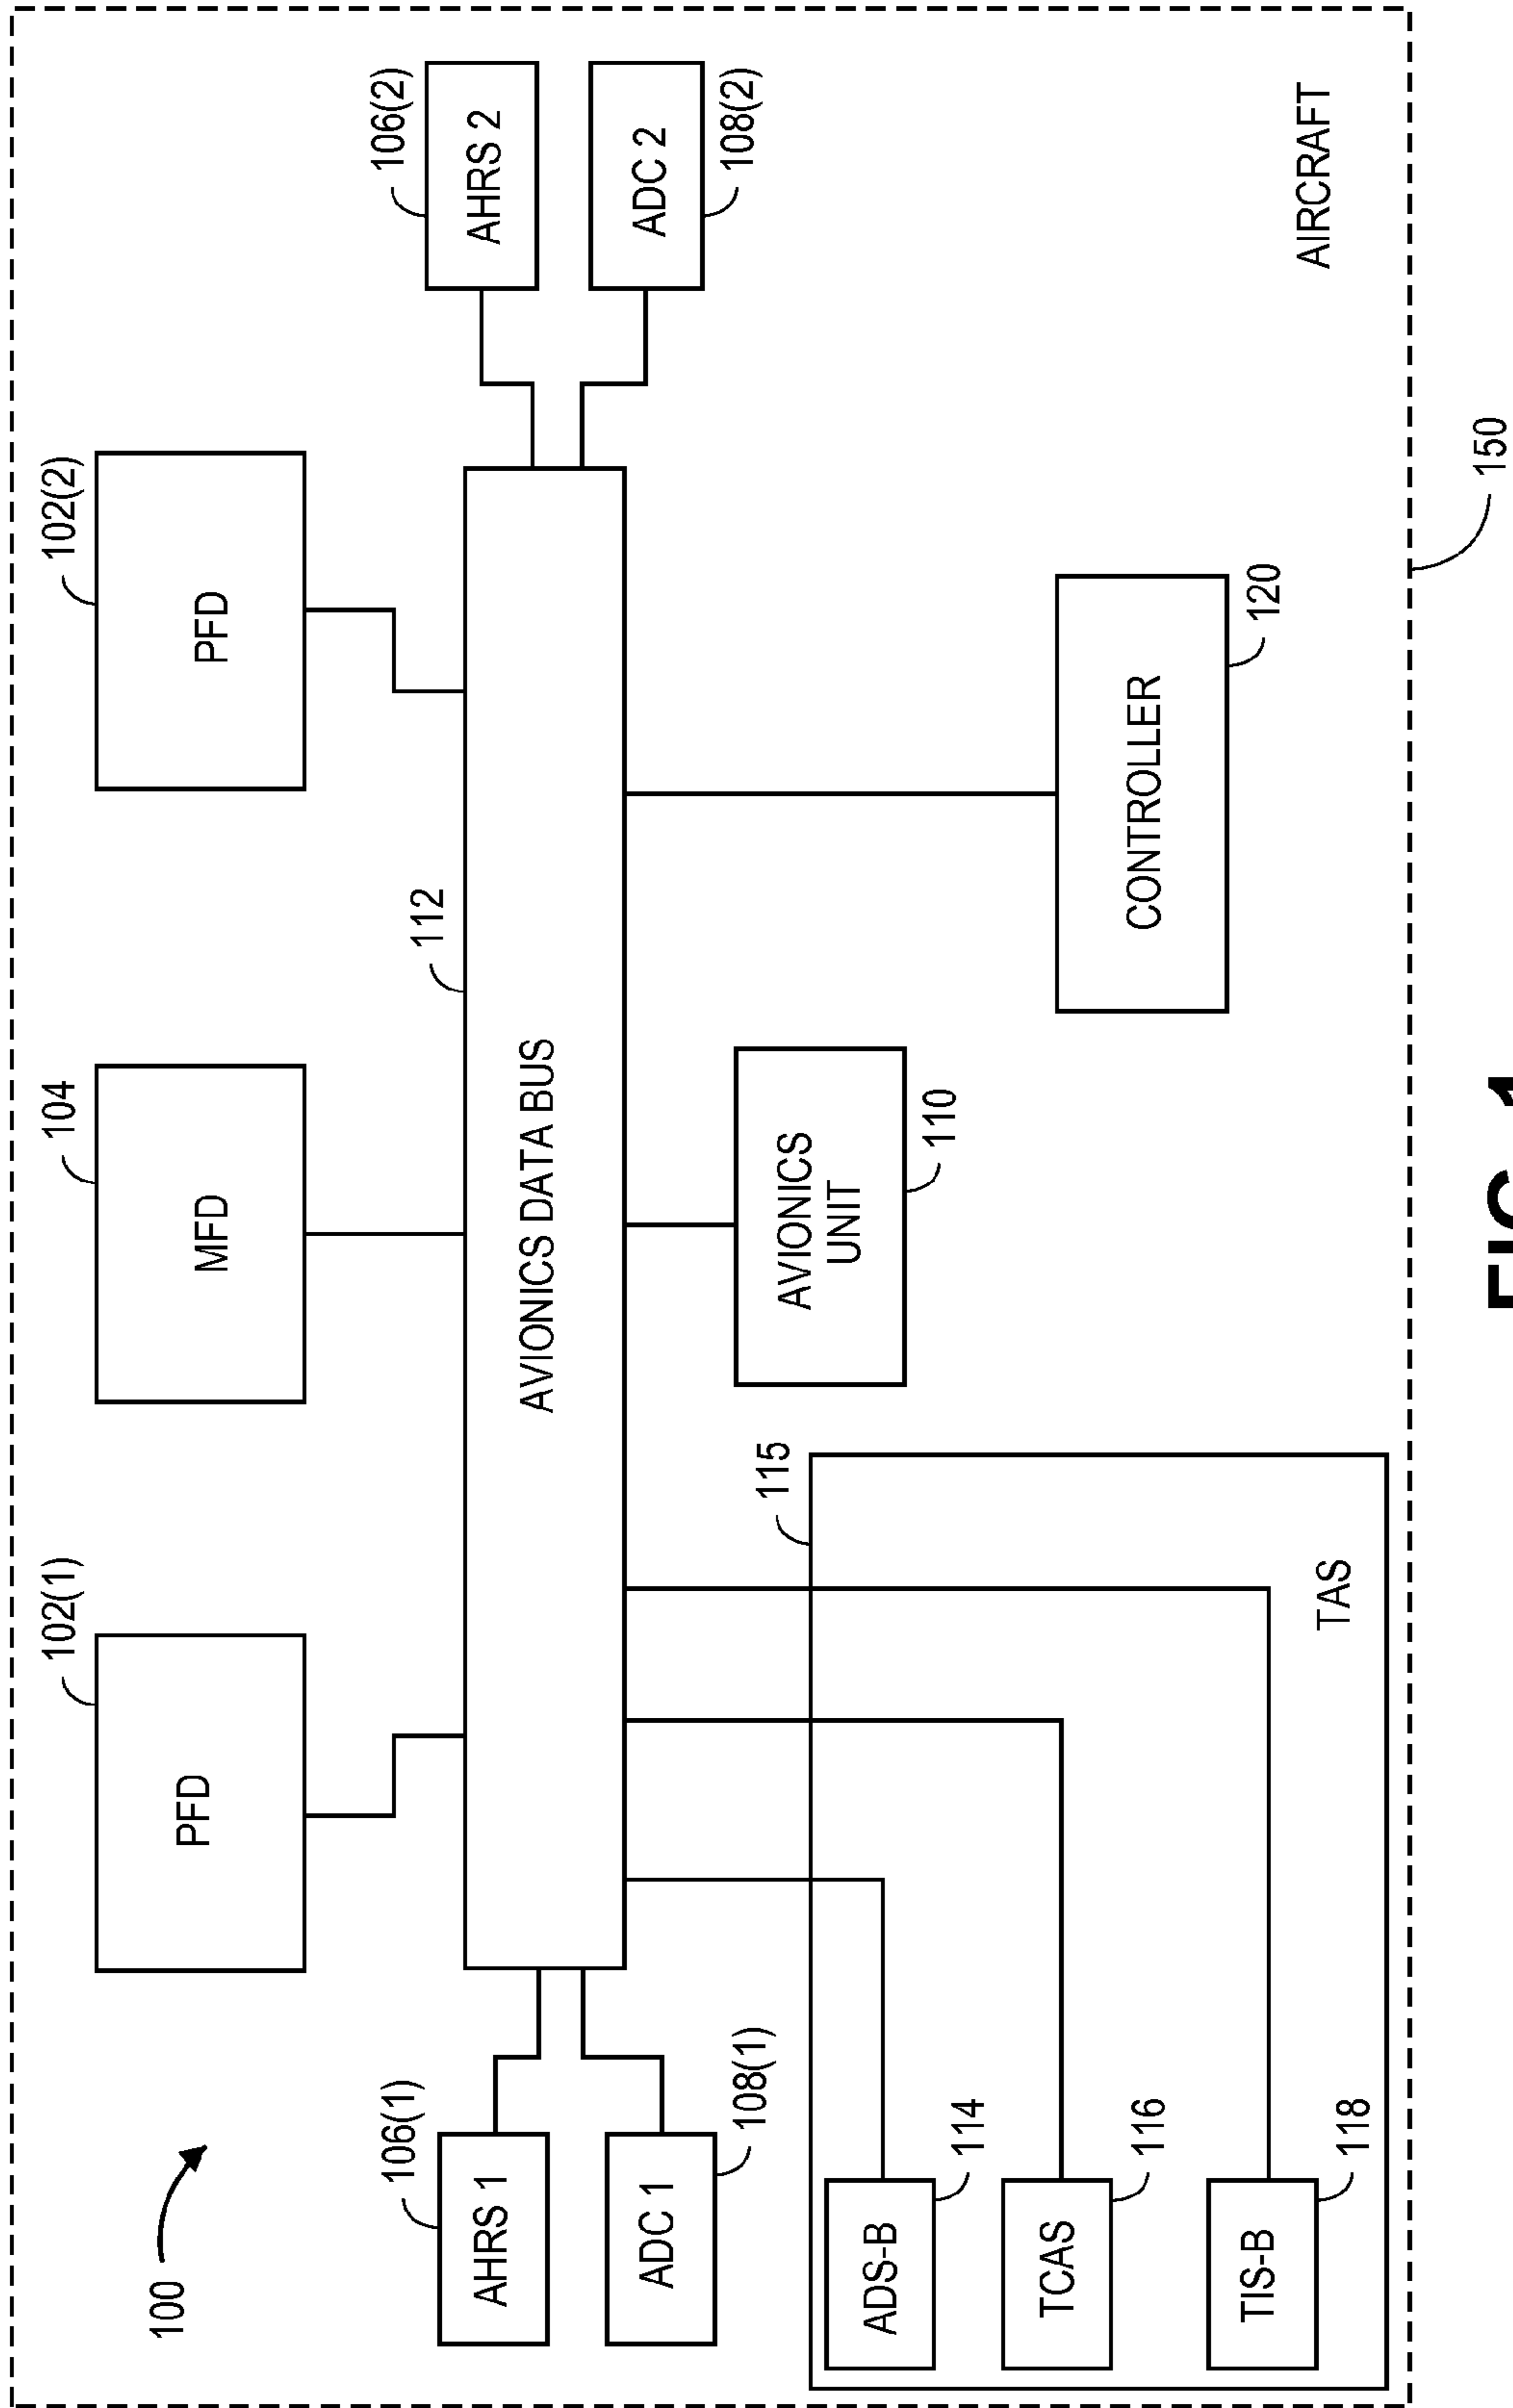 100
102(1)
104
102(2)
PFD
MFD
PFD
106(1)
112
106(2)
AHRS 1
AVIONICS DATA BUS
AHRS 2
ADC 1
ADC 2
108(1)
108(2)
115
AVIONICS
UNIT
110
ADS-B
114
TCAS
116
CONTROLLER
120
TIS-B
118
TAS
AIRCRAFT
150